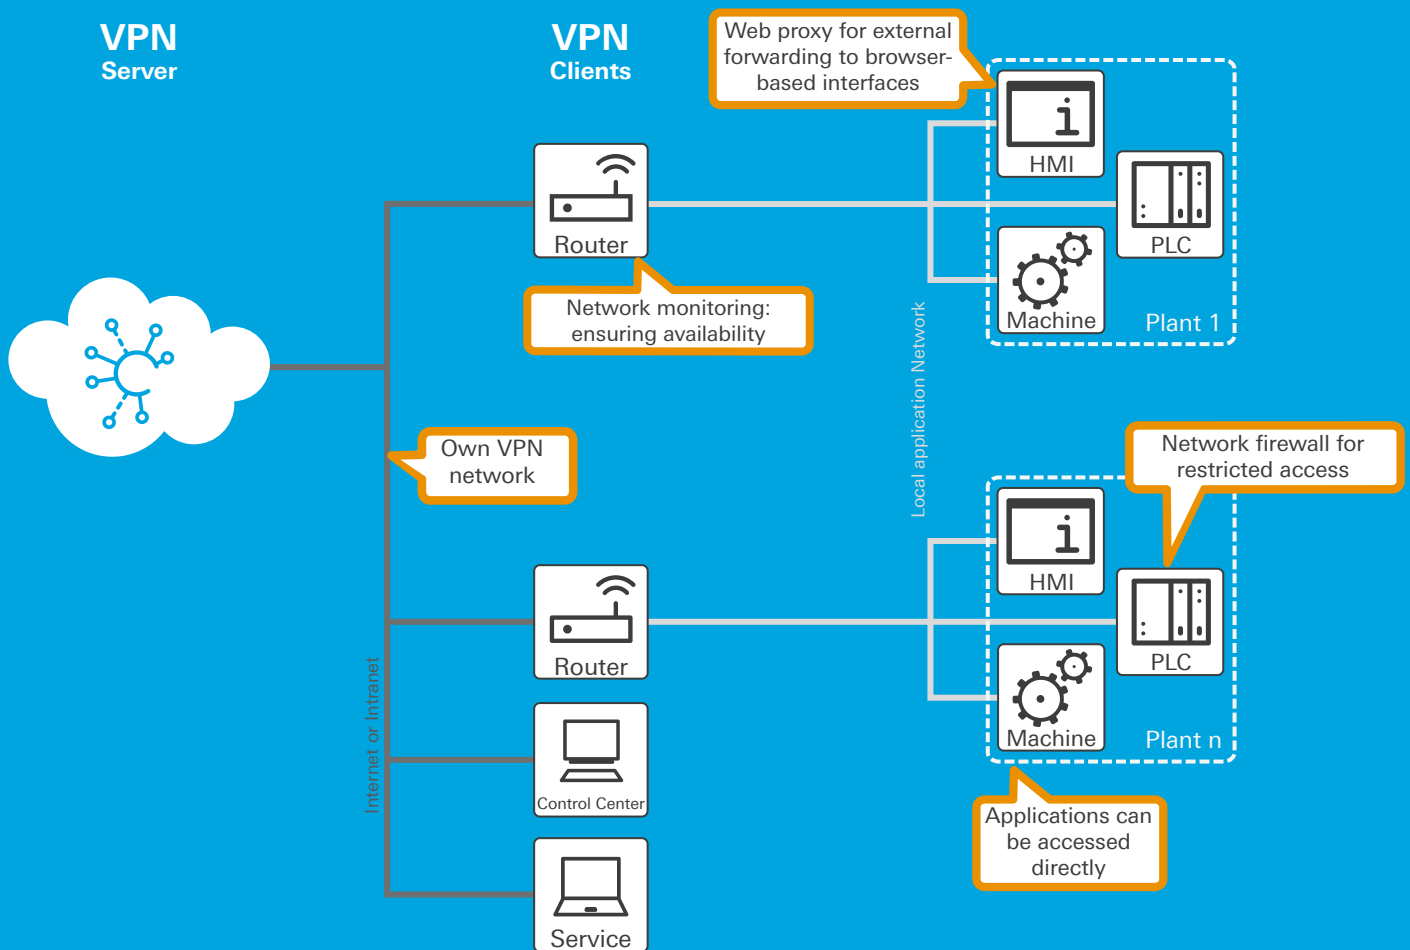 VPN
Server
VPN
Clients
Web proxy for external
forwarding to browser-
based interfaces
HMI
Router
PLC
Machine
Plant 1
Network monitoring:
ensuring availability
Local application Network
Own VPN
network
Network firewall for
restricted access
HMI
Router
PLC
Machine
Plant n
Internet or Intranet
Control Center
Applications can
be accessed
directly
Service